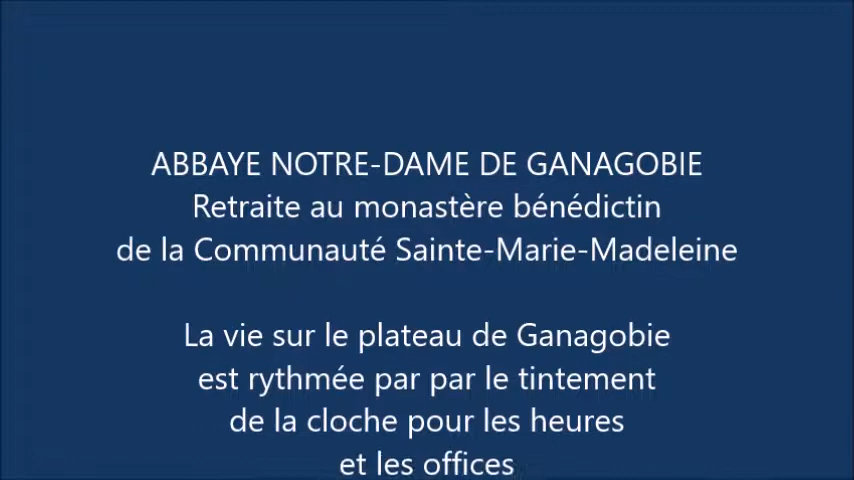 ABBAYE NOTRE-DAME DE GANAGOBIE
Retraite au monastère bénédictin
de la Communauté Sainte-Marie-Madeleine
La vie sur le plateau de Ganagobie
est rythmée par par le tintement
de la cloche pour les heures
et les offices